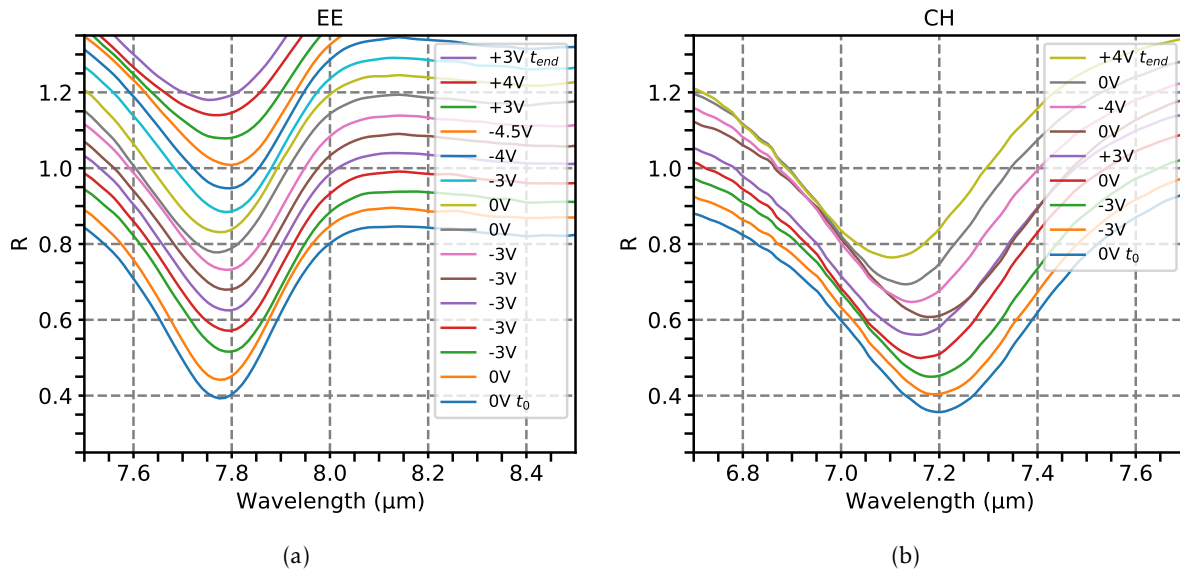 EE
R
1.2
1.0
0.8
0.6
0.4
7.6 7.8 8.0 8.2 8.4
Wavelength (μm)
+3V t_end
+4V
+3V
-4.5V
-4V
-3V
0V
0V
-3V
-3V
-3V
-3V
-3V
0V
0V t_0
(a)
CH
R
1.2
1.0
0.8
0.6
0.4
6.8 7.0 7.2 7.4 7.6
Wavelength (μm)
+4V t_end
0V
-4V
0V
+3V
0V
-3V
-3V
0V t_0
(b)